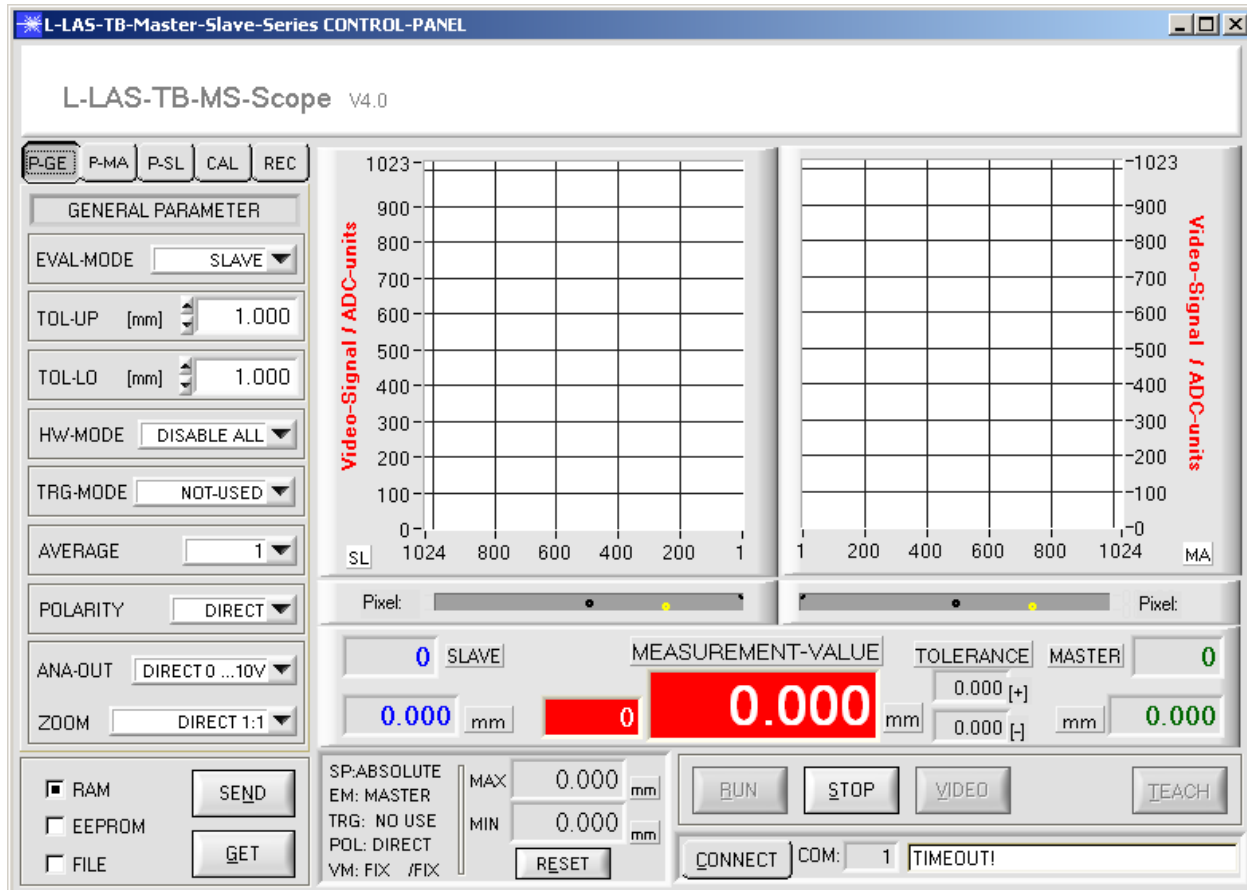 L-LAS-TB-Master-Slave-Series CONTROL-PANEL
L-LAS-TB-MS-Scope V4.0
P-GE P-MA P-SL CAL REC
GENERAL PARAMETER
EVAL-MODE SLAVE
TOL-UP [mm] 1.000
TOL-LO [mm] 1.000
HW-MODE DISABLE ALL
TRG-MODE NOT-USED
AVERAGE 1
POLARITY DIRECT
ANA-OUT DIRECT 0 ...10V
ZOOM DIRECT 1:1
RAM
EEPROM
FILE
SEND
GET
Video-Signal / ADC-units
1023
900
800
700
600
500
400
300
200
100
0
1024 800 600 400 200 1
SL
1023
900
800
700
600
500
400
300
200
100
0
1 200 400 600 800 1024
MA
Video-Signal / ADC-units
Pixel:
Pixel:
0 SLAVE MEASUREMENT-VALUE TOLERANCE MASTER 0
0.000 mm 0 0.000 mm 0.000 [+] mm 0.000
0.000 [-]
SP:ABSOLUTE
EM: MASTER
TRG: NO USE
POL: DIRECT
VM: FIX /FIX
MAX 0.000 mm
MIN 0.000 mm
RESET
RUN STOP VIDEO TEACH
CONNECT COM: 1 TIMEOUT!